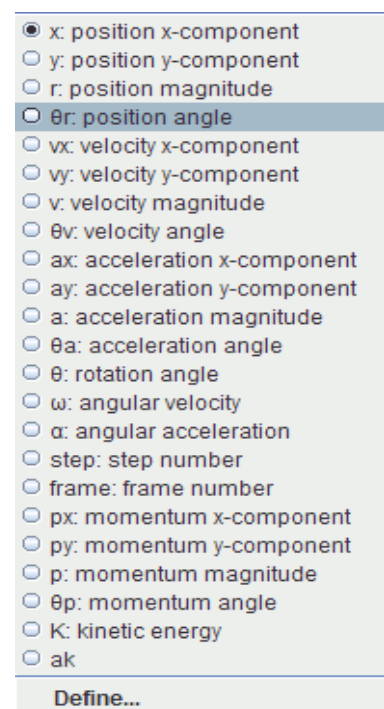 x: position x-component
y: position y-component
r: position magnitude
θr: position angle
vx: velocity x-component
vy: velocity y-component
v: velocity magnitude
θv: velocity angle
ax: acceleration x-component
ay: acceleration y-component
a: acceleration magnitude
θa: acceleration angle
θ: rotation angle
ω: angular velocity
α: angular acceleration
step: step number
frame: frame number
px: momentum x-component
py: momentum y-component
p: momentum magnitude
θp: momentum angle
K: kinetic energy
ak
Define...